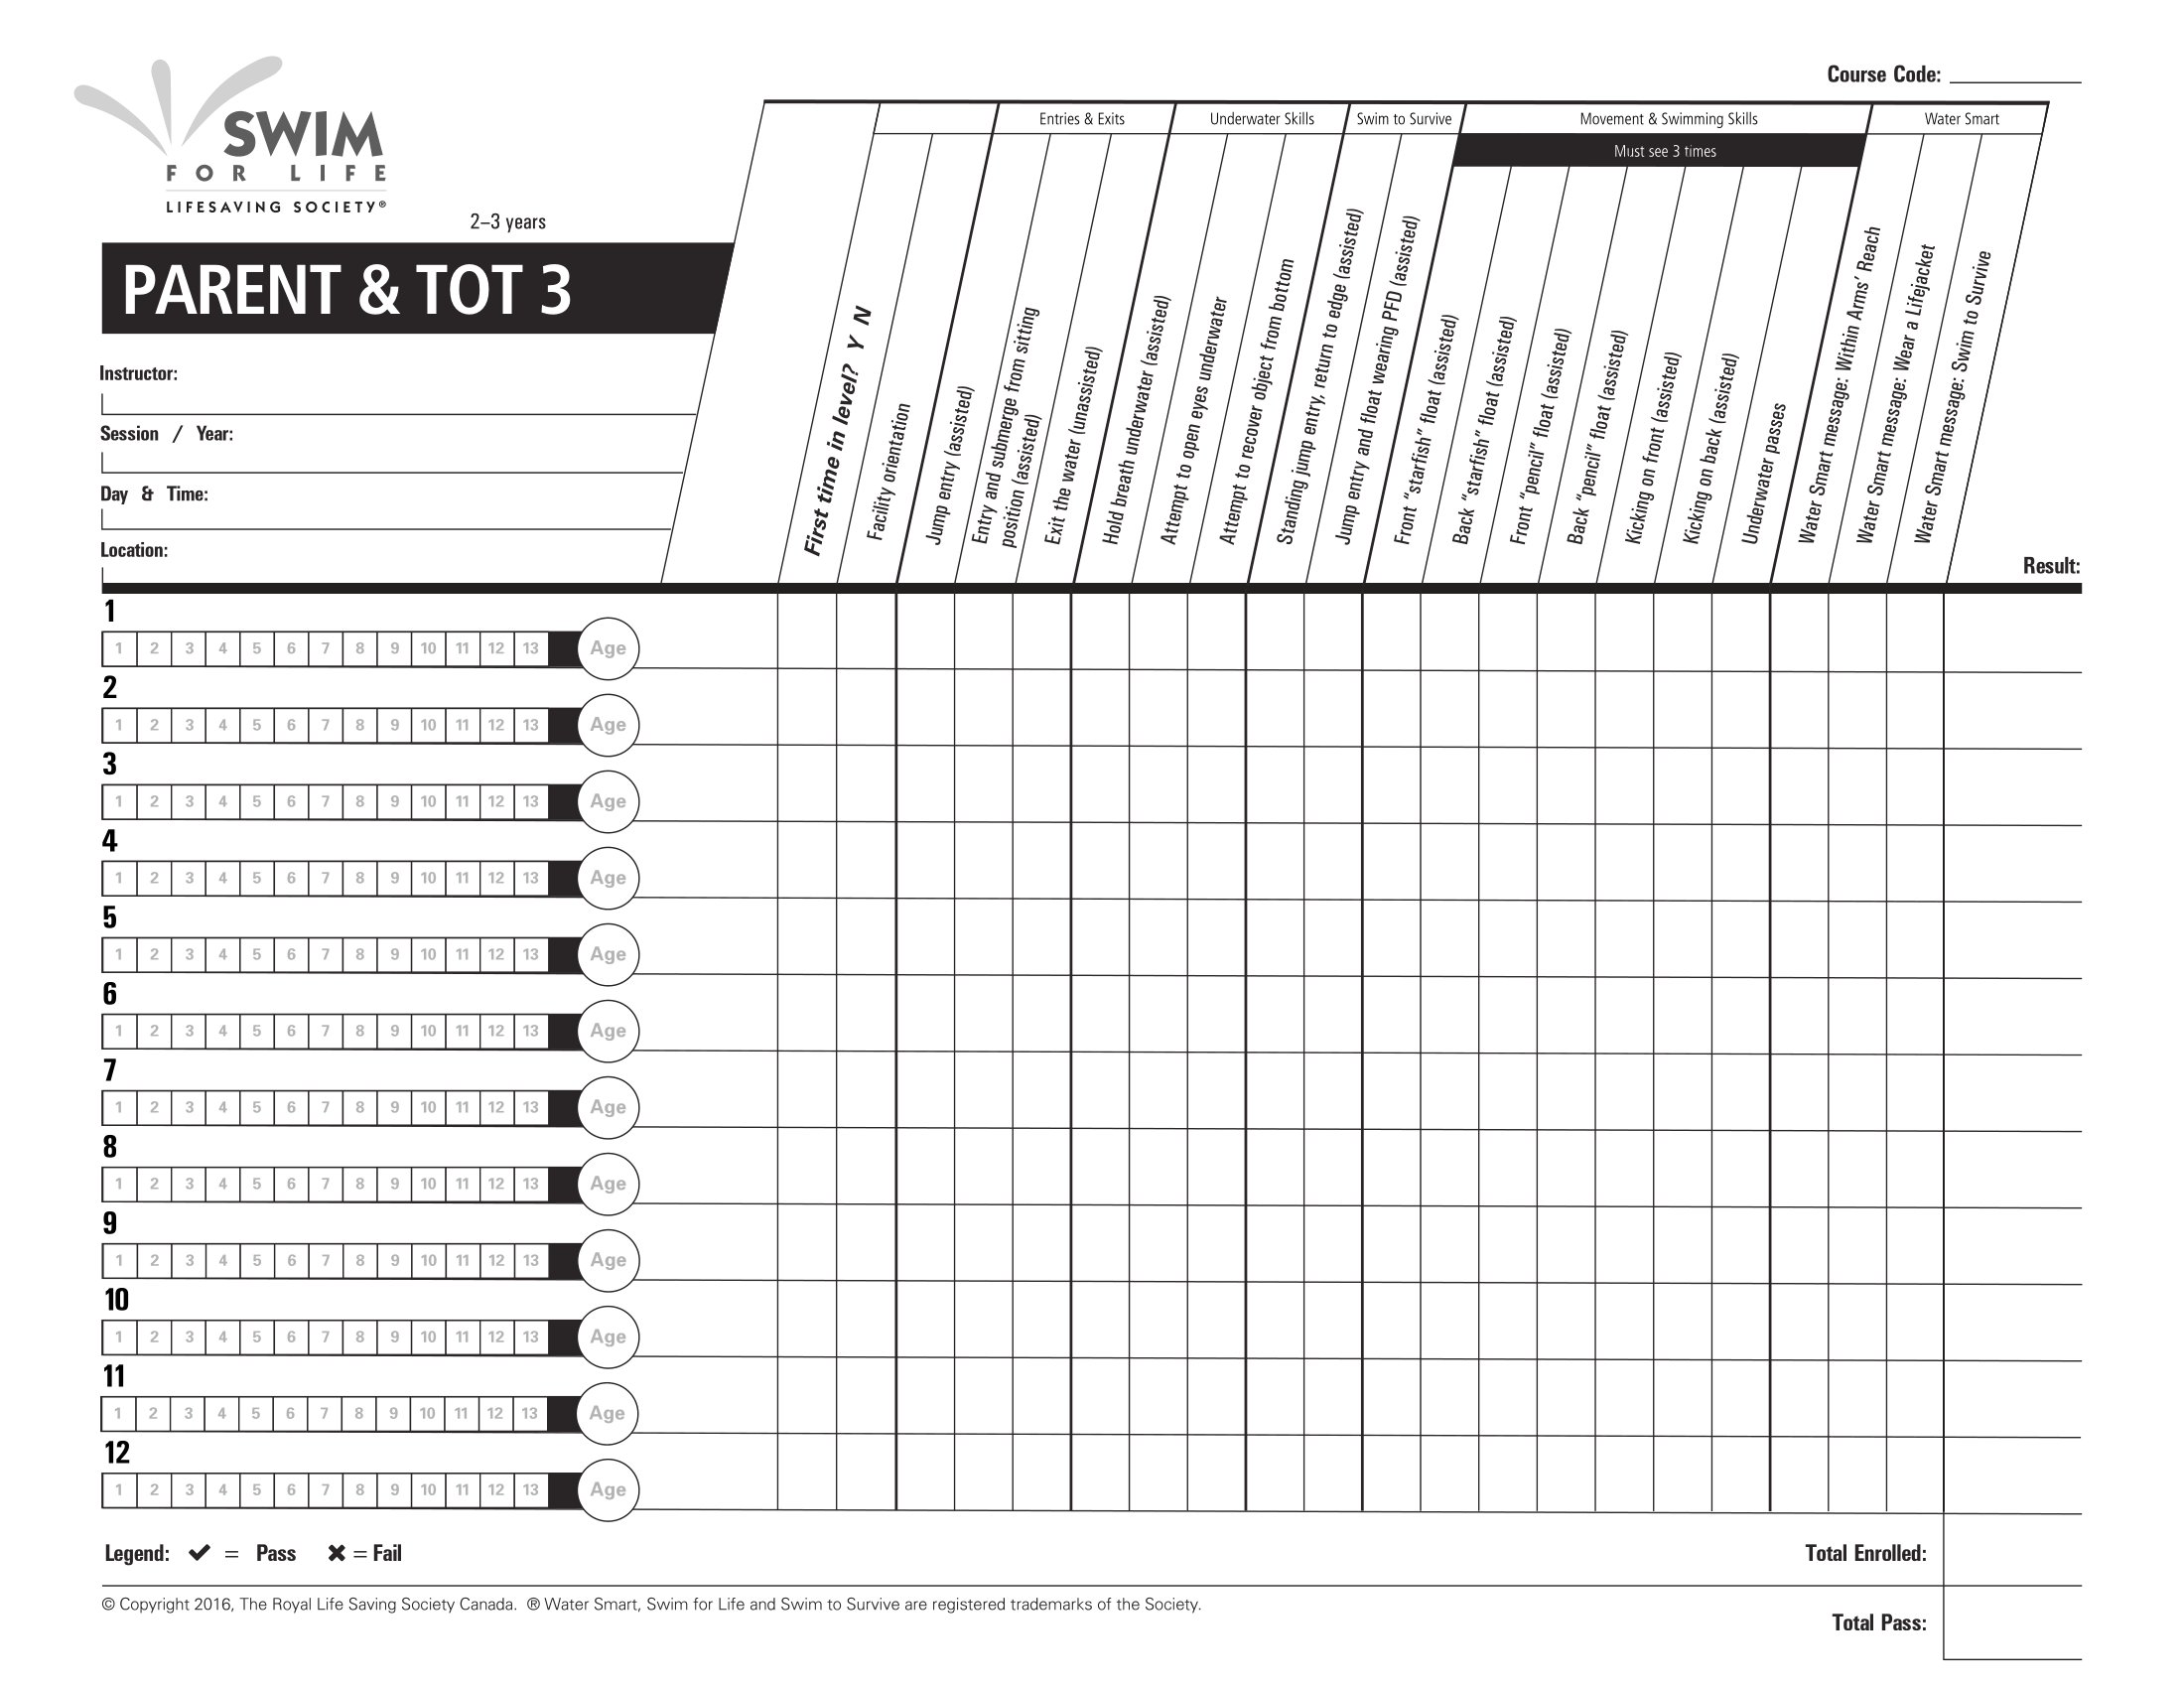 Course Code:
SWIM
FOR LIFE
LIFESAVING SOCIETY®
2–3 years
PARENT & TOT 3
Instructor:
Session / Year:
Day & Time:
Location:
Entries & Exits
Underwater Skills
Swim to Survive
Movement & Swimming Skills
Water Smart
Must see 3 times
First time in level? Y N
Facility orientation
Jump entry (assisted)
Entry and submerge from sitting
position (assisted)
Exit the water (unassisted)
Hold breath underwater (assisted)
Attempt to open eyes underwater
Attempt to recover object from bottom
Standing jump entry, return to edge (assisted)
Jump entry and float wearing PFD (assisted)
Front “starfish” float (assisted)
Back “starfish” float (assisted)
Front “pencil” float (assisted)
Back “pencil” float (assisted)
Kicking on front (assisted)
Kicking on back (assisted)
Underwater passes
Water Smart message: Within Arms’ Reach
Water Smart message: Wear a Lifejacket
Water Smart message: Swim to Survive
Result:
1
1 2 3 4 5 6 7 8 9 10 11 12 13 Age
2
1 2 3 4 5 6 7 8 9 10 11 12 13 Age
3
1 2 3 4 5 6 7 8 9 10 11 12 13 Age
4
1 2 3 4 5 6 7 8 9 10 11 12 13 Age
5
1 2 3 4 5 6 7 8 9 10 11 12 13 Age
6
1 2 3 4 5 6 7 8 9 10 11 12 13 Age
7
1 2 3 4 5 6 7 8 9 10 11 12 13 Age
8
1 2 3 4 5 6 7 8 9 10 11 12 13 Age
9
1 2 3 4 5 6 7 8 9 10 11 12 13 Age
10
1 2 3 4 5 6 7 8 9 10 11 12 13 Age
11
1 2 3 4 5 6 7 8 9 10 11 12 13 Age
12
1 2 3 4 5 6 7 8 9 10 11 12 13 Age
Legend: ✔ = Pass ✖ = Fail
Total Enrolled:
© Copyright 2016, The Royal Life Saving Society Canada. ® Water Smart, Swim for Life and Swim to Survive are registered trademarks of the Society.
Total Pass: